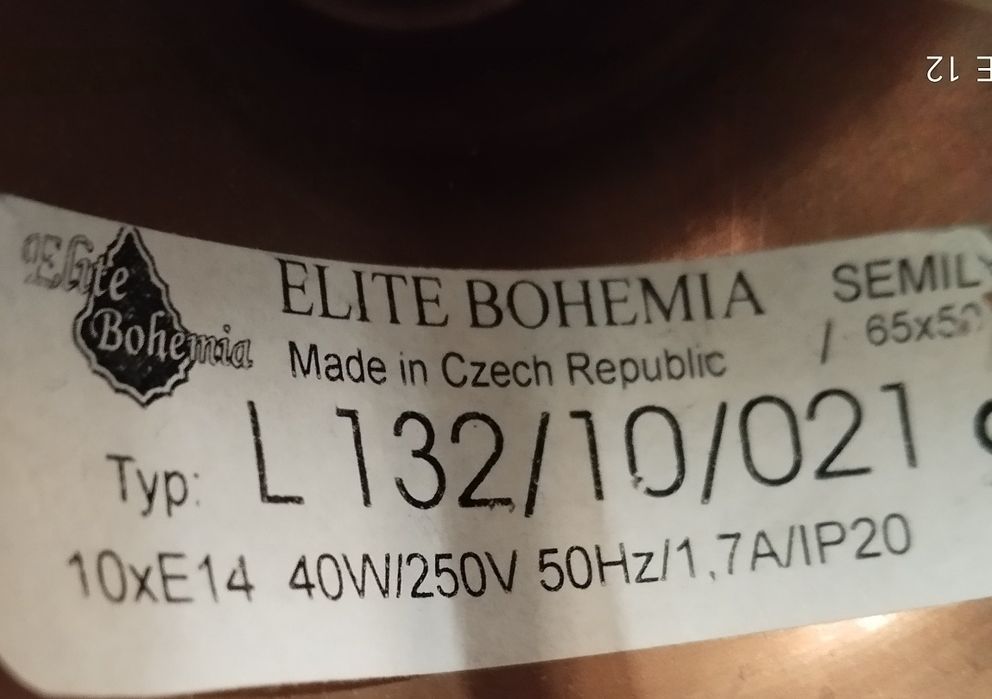 Elite
Bohemia
ELITE BOHEMIA
SEMILY
Made in Czech Republic
/ 65x50
Typ: L 132/10/021
10xE14 40W/250V 50Hz/1,7A/IP20
E 12